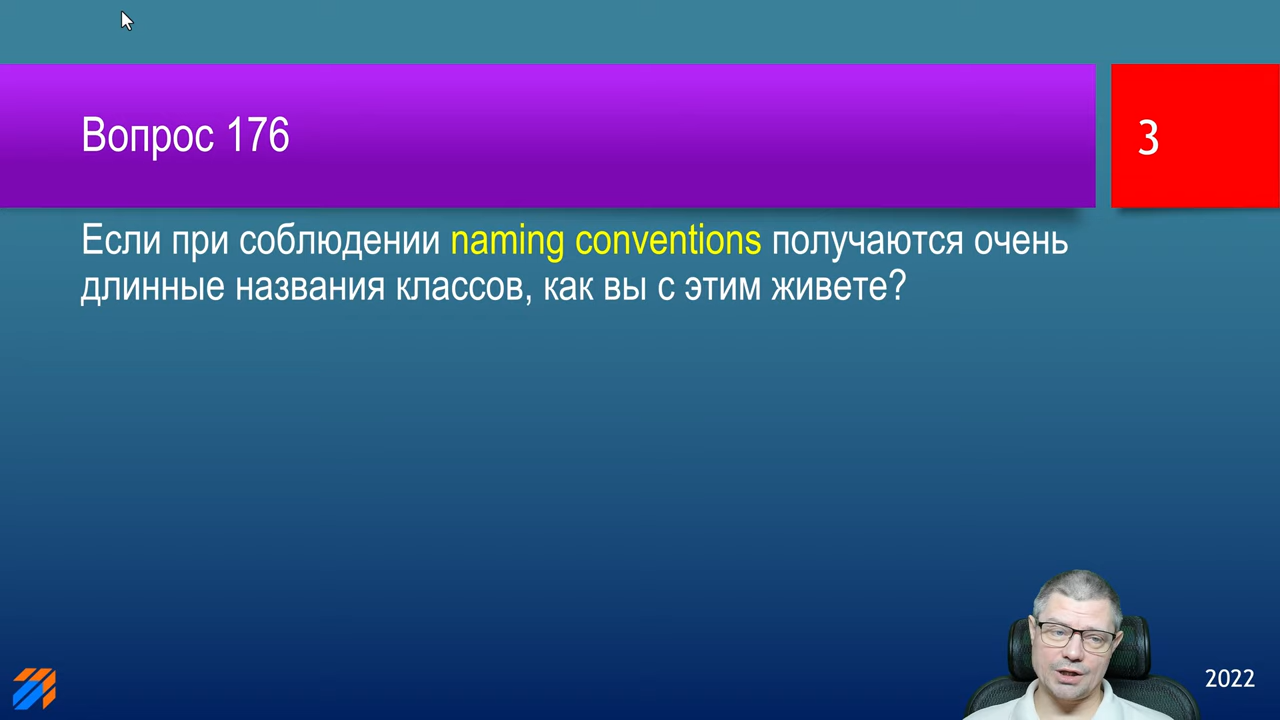 Вопрос 176
3
Если при соблюдении naming conventions получаются очень
длинные названия классов, как вы с этим живете?
2022